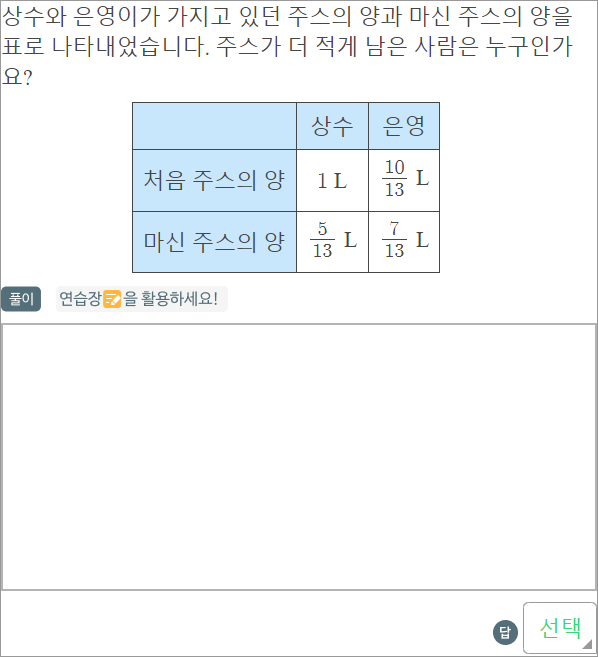 상수와 은영이가 가지고 있던 주스의 양과 마신 주스의 양을
표로 나타내었습니다. 주스가 더 적게 남은 사람은 누구인가
요?
상수 은영
처음 주스의 양 1 L 10/13 L
마신 주스의 양 5/13 L 7/13 L
풀이 연습장을 활용하세요!
답 선택